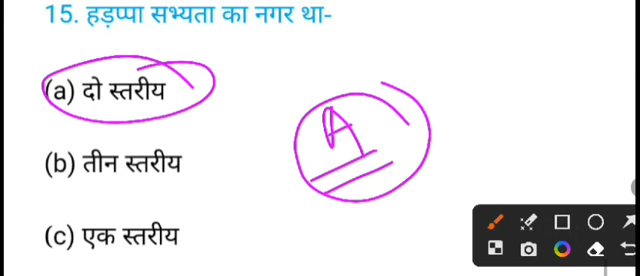 15. हड़प्पा सभ्यता का नगर था-
(a) दो स्तरीय
A
(b) तीन स्तरीय
(c) एक स्तरीय